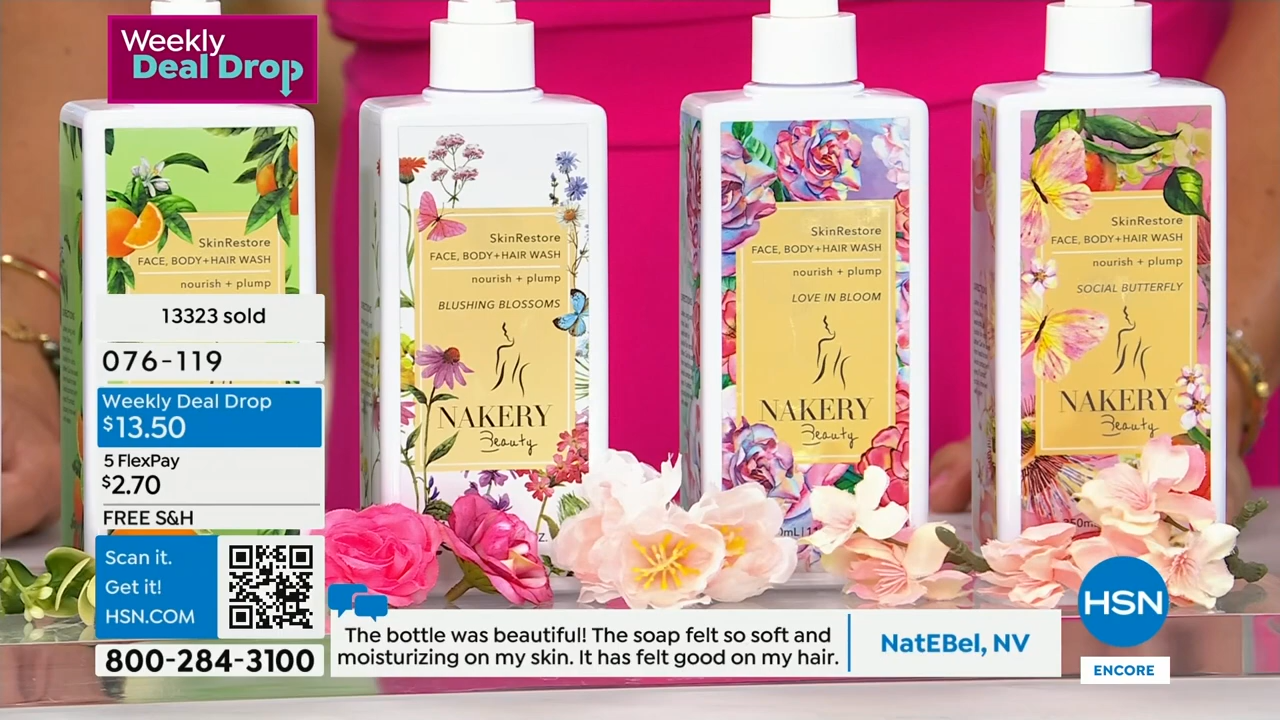 Weekly
Deal Drop
SkinRestore
FACE, BODY+HAIR WASH
nourish + plump
SkinRestore
FACE, BODY+HAIR WASH
nourish + plump
BLUSHING BLOSSOMS
NAKERY
Beauty
SkinRestore
FACE, BODY+HAIR WASH
nourish + plump
LOVE IN BLOOM
NAKERY
Beauty
SkinRestore
FACE, BODY+HAIR WASH
nourish + plump
SOCIAL BUTTERFLY
NAKERY
Beauty
13323 sold
076-119
Weekly Deal Drop
$13.50
5 FlexPay
$2.70
FREE S&H
Scan it.
Get it!
HSN.COM
800-284-3100
The bottle was beautiful! The soap felt so soft and
moisturizing on my skin. It has felt good on my hair.
NatEBel, NV
HSN
ENCORE